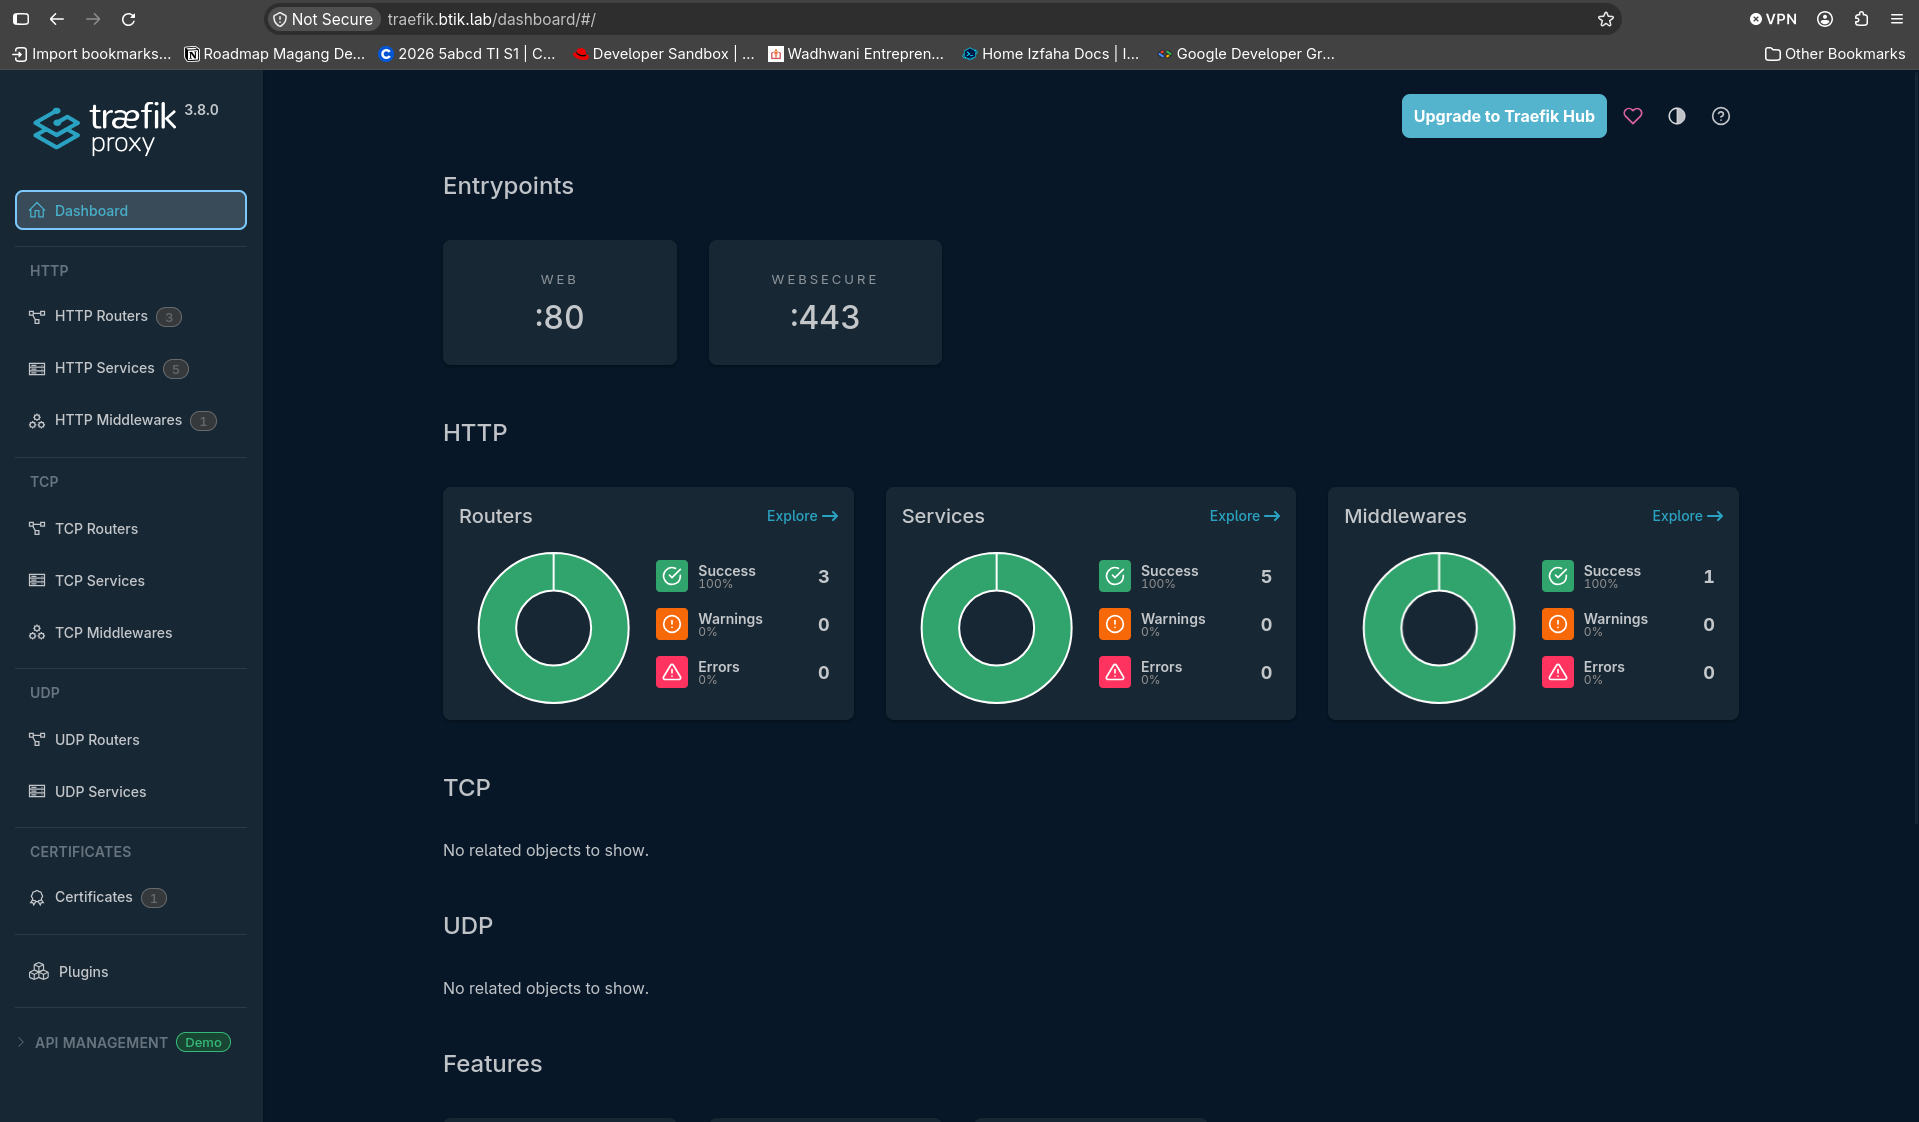 Not Secure traefik.btik.lab/dashboard/#/
VPN
Import bookmarks...
Roadmap Magang De...
2026 5abcd TI S1 | C...
Developer Sandbox | ...
Wadhwani Entrepren...
Home Izfaha Docs | I...
Google Developer Gr...
Other Bookmarks
træfik proxy 3.8.0
Dashboard
HTTP
HTTP Routers 3
HTTP Services 5
HTTP Middlewares 1
TCP
TCP Routers
TCP Services
TCP Middlewares
UDP
UDP Routers
UDP Services
CERTIFICATES
Certificates 1
Plugins
API MANAGEMENT Demo
Upgrade to Traefik Hub
Entrypoints
WEB
:80
WEBSECURE
:443
HTTP
Routers Explore
Success 3
100%
Warnings 0
0%
Errors 0
0%
Services Explore
Success 5
100%
Warnings 0
0%
Errors 0
0%
Middlewares Explore
Success 1
100%
Warnings 0
0%
Errors 0
0%
TCP
No related objects to show.
UDP
No related objects to show.
Features